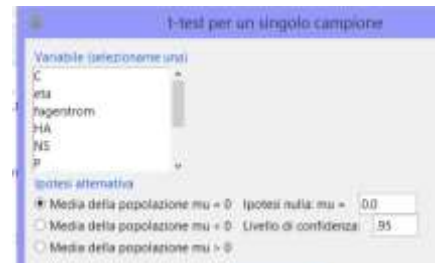 t-test per un singolo campione
Variabile (selezionarne una)
C
eta
fagerstrom
HA
NS
P
Ipotesi alternativa
Media della popolazione mu = 0 Ipotesi nulla: mu = 0.0
Media della popolazione mu < 0 Livello di confidenza: .95
Media della popolazione mu > 0